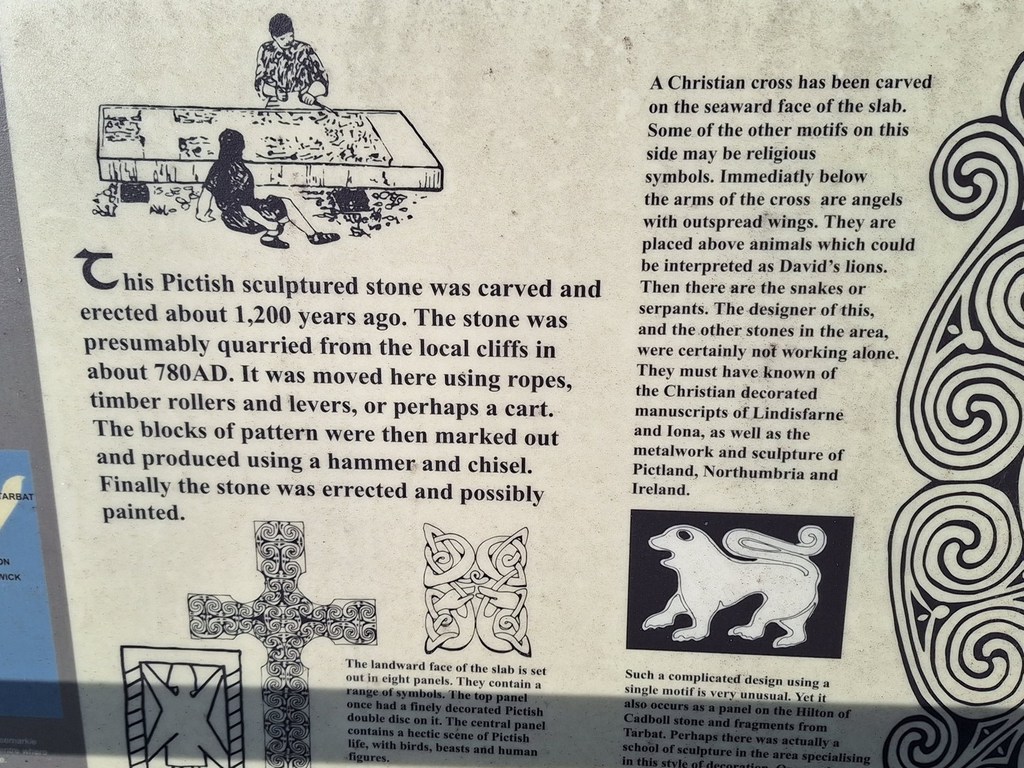 This Pictish sculptured stone was carved and
erected about 1,200 years ago. The stone was
presumably quarried from the local cliffs in
about 780AD. It was moved here using ropes,
timber rollers and levers, or perhaps a cart.
The blocks of pattern were then marked out
and produced using a hammer and chisel.
Finally the stone was errected and possibly
painted.
A Christian cross has been carved
on the seaward face of the slab.
Some of the other motifs on this
side may be religious
symbols. Immediatly below
the arms of the cross are angels
with outspread wings. They are
placed above animals which could
be interpreted as David's lions.
Then there are the snakes or
serpants. The designer of this,
and the other stones in the area,
were certainly not working alone.
They must have known of
the Christian decorated
manuscripts of Lindisfarne
and Iona, as well as the
metalwork and sculpture of
Pictland, Northumbria and
Ireland.
The landward face of the slab is set
out in eight panels. They contain a
range of symbols. The top panel
once had a finely decorated Pictish
double disc on it. The central panel
contains a hectic scene of Pictish
life, with birds, beasts and human
figures.
Such a complicated design using a
single motif is very unusual. Yet it
also occurs as a panel on the Hilton of
Cadboll stone and fragments from
Tarbat. Perhaps there was actually a
school of sculpture in the area specialising
in this style of decoration.
TARBAT
ON
WICK